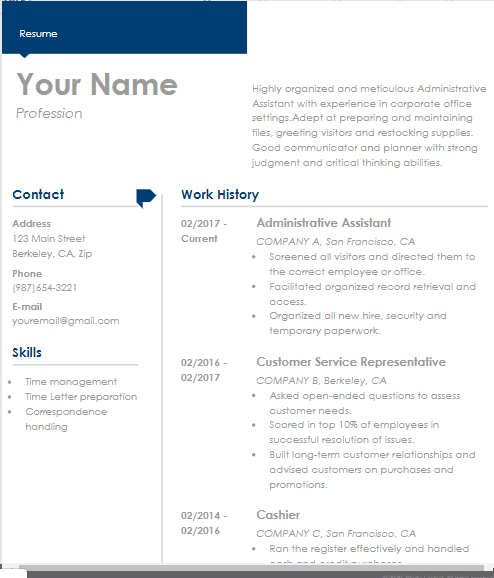 Resume
Your Name
Profession
Highly organized and meticulous Administrative
Assistant with experience in corporate office
settings.Adept at preparing and maintaining
files, greeting visitors and restocking supplies.
Good communicator and planner with strong
judgment and critical thinking abilities.
Contact
Address
123 Main Street
Berkeley, CA, Zip
Phone
(987)654-3221
E-mail
youremail@gmail.com
Skills
• Time management
• Time Letter preparation
• Correspondence
handling
Work History
02/2017 -
Current
Administrative Assistant
COMPANY A, San Francisco, CA
• Screened all visitors and directed them to
the correct employee or office.
• Facilitated organized record retrieval and
access.
• Organized all new hire, security and
temporary paperwork.
02/2016 -
02/2017
Customer Service Representative
COMPANY B, Berkeley, CA
• Asked open-ended questions to assess
customer needs.
• Scored in top 10% of employees in
successful resolution of issues.
• Built long-term customer relationships and
advised customers on purchases and
promotions.
02/2014 -
02/2016
Cashier
COMPANY C, San Francisco, CA
• Ran the register effectively and handled